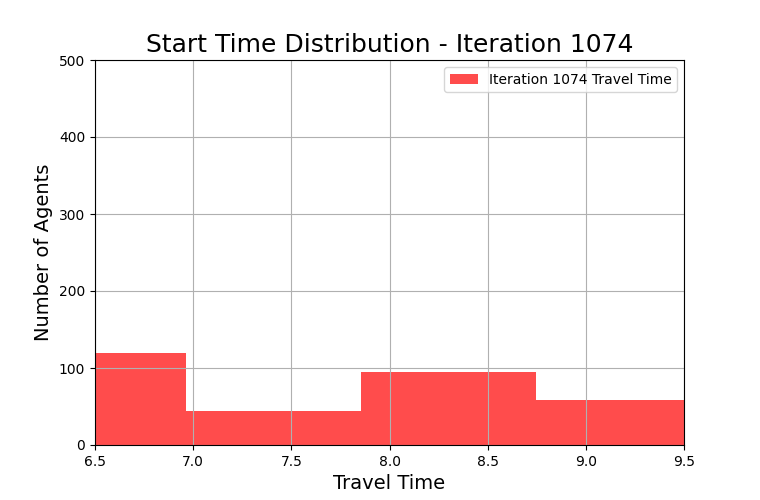 Start Time Distribution - Iteration 1074
Iteration 1074 Travel Time
Number of Agents
500
400
300
200
100
0
6.5 7.0 7.5 8.0 8.5 9.0 9.5
Travel Time